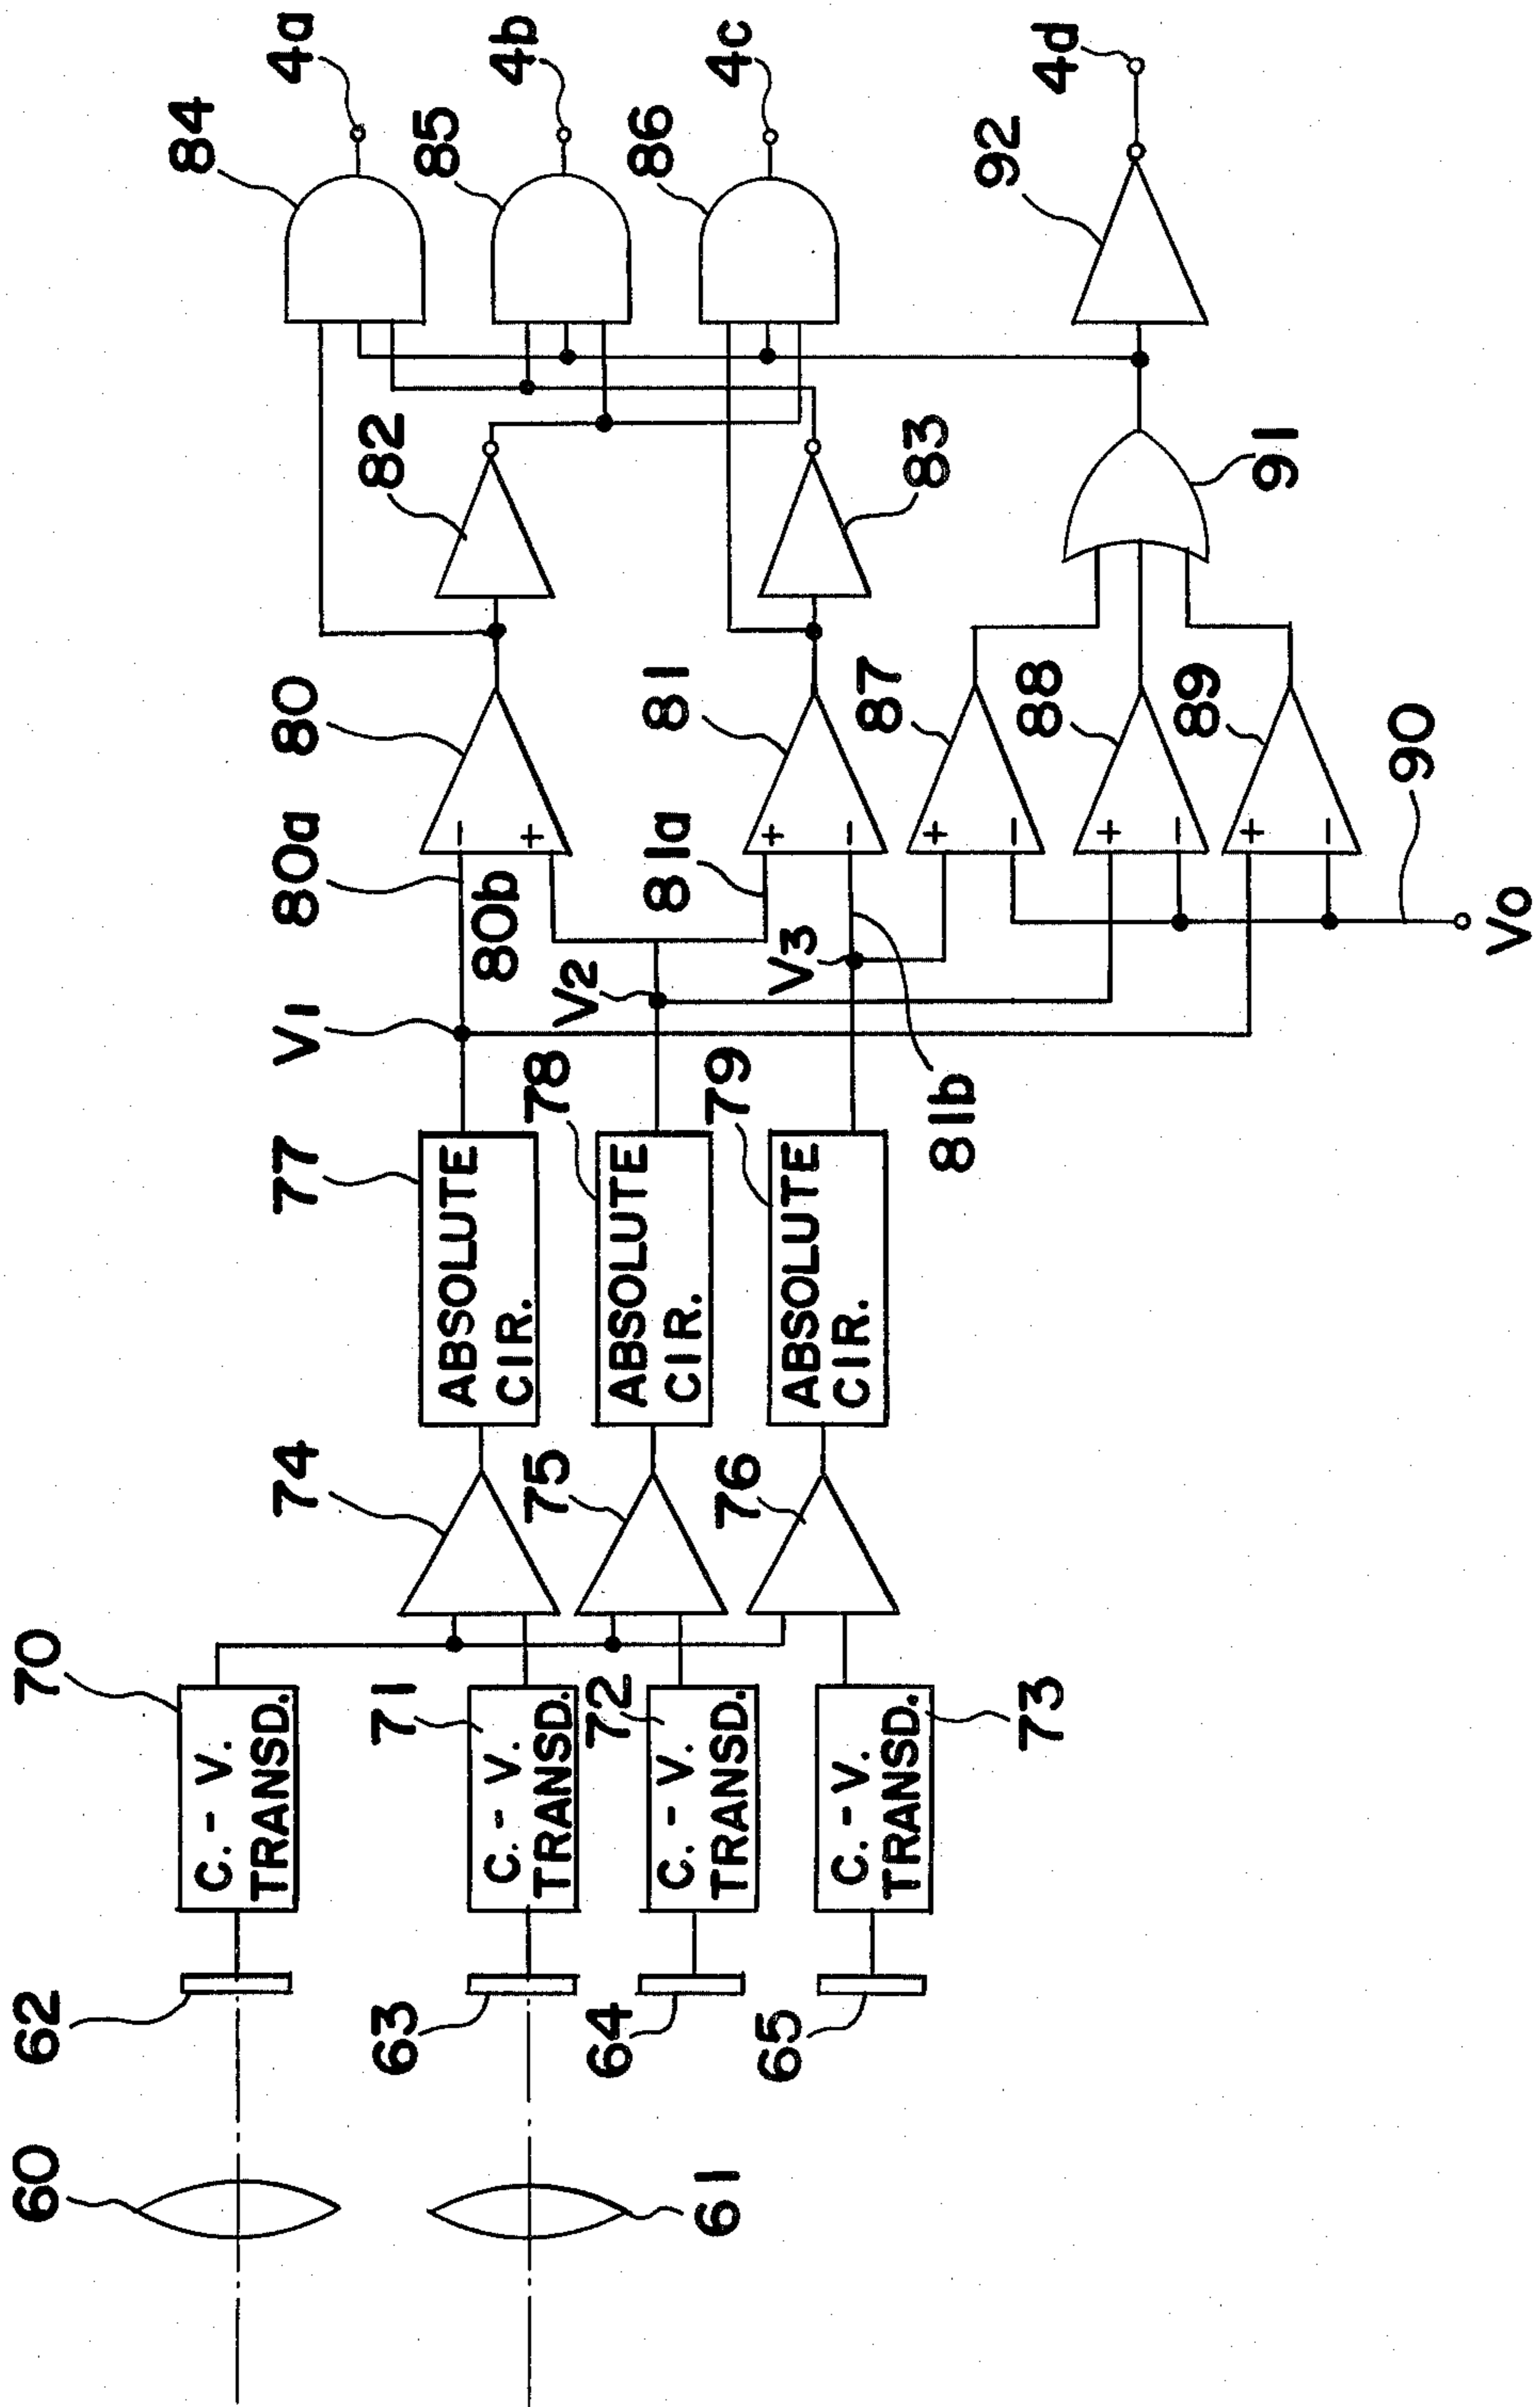 60
62
70
C.-V.
TRANSD.
61
63
71
C.-V.
TRANSD.
64
72
C.-V.
TRANSD.
65
73
C.-V.
TRANSD.
74
75
76
77
ABSOLUTE
CIR.
78
ABSOLUTE
CIR.
79
ABSOLUTE
CIR.
V1
V2
V3
80a
80b
81a
81b
80
-
+
81
+
-
87
+
-
88
+
-
89
+
-
90
V0
82
83
91
84
85
86
92
4a
4b
4c
4d